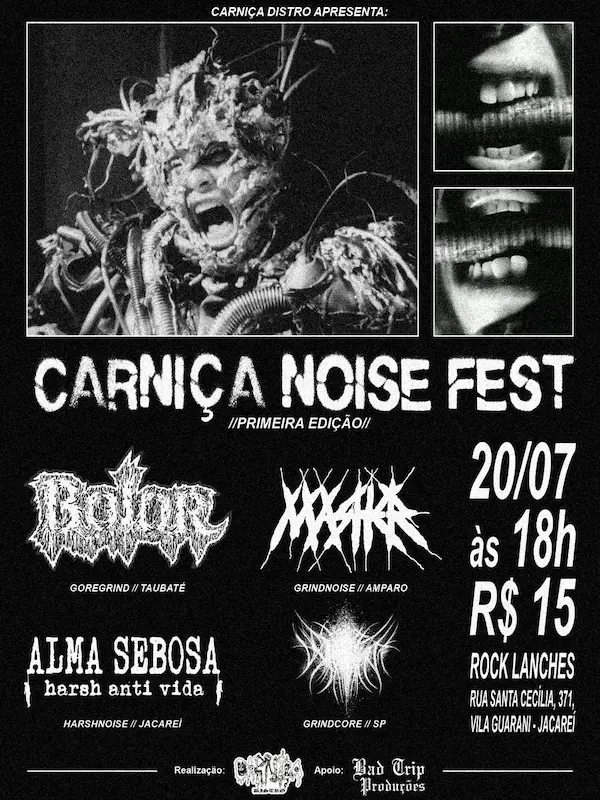 CARNIÇA DISTRO APRESENTA:
CARNIÇA NOISE FEST
//PRIMEIRA EDIÇÃO//
20/07
às 18h
R$ 15
ROCK LANCHES
RUA SANTA CECÍLIA, 371,
VILA GUARANI - JACAREÍ
GOREGRIND // TAUBATÉ
GRINDNOISE // AMPARO
ALMA SEBOSA
harsh anti vida
HARSHNOISE // JACAREÍ
GRINDCORE // SP
Realização:
DISTRO
Apoio:
Bad Trip
Produções